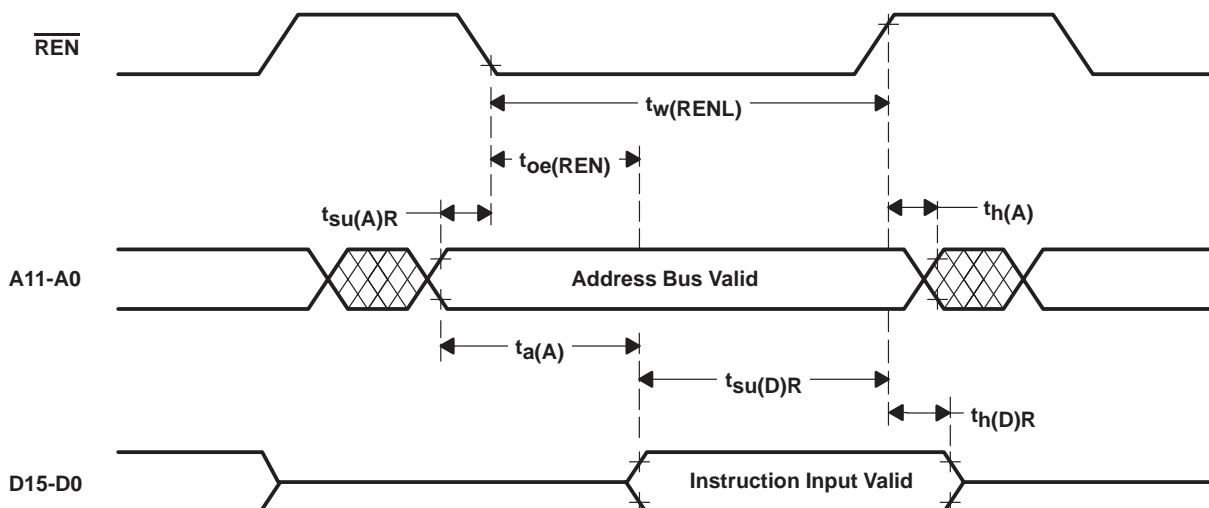 REN
tw(RENL)
toe(REN)
tsu(A)R
th(A)
A11-A0
Address Bus Valid
ta(A)
tsu(D)R
th(D)R
D15-D0
Instruction Input Valid